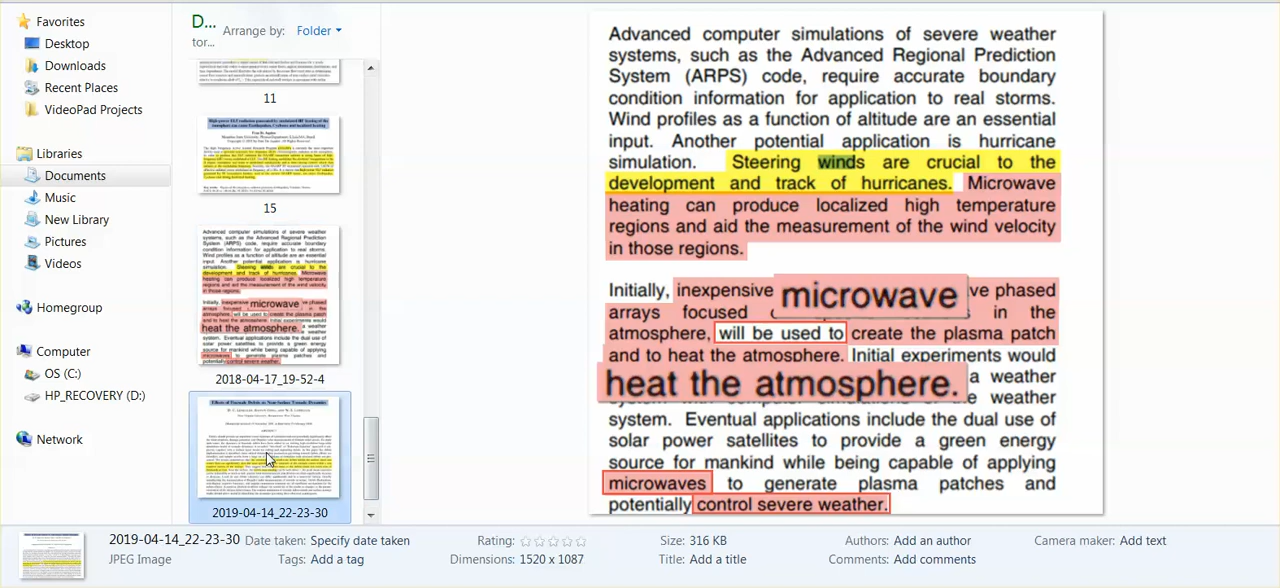 Favorites
Desktop
Downloads
Recent Places
VideoPad Projects
Libraries
Documents
Music
New Library
Pictures
Videos
Homegroup
Computer
OS (C:)
HP_RECOVERY (D:)
Network
D...
tor...
Arrange by: Folder
11
15
2018-04-17_19-52-4
2019-04-14_22-23-30
Advanced computer simulations of severe weather
systems, such as the Advanced Regional Prediction
System (ARPS) code, require accurate boundary
condition information for application to real storms.
Wind profiles as a function of altitude are an essential
input. Another potential application is hurricane
simulation. Steering winds are crucial to the
development and track of hurricanes. Microwave
heating can produce localized high temperature
regions and aid the measurement of the wind velocity
in those regions.
Initially, inexpensive microwave ve phased
arrays focused in the
atmosphere, will be used to create the plasma patch
and to heat the atmosphere. Initial experiments would
heat the atmosphere. a weather
weather
system. Eventual applications include the dual use of
solar power satellites to provide a green energy
source for mankind while being capable of applying
microwaves to generate plasma patches and
potentially control severe weather.
2019-04-14_22-23-30 Date taken: Specify date taken Rating: Size: 316 KB Authors: Add an author Camera maker: Add text
JPEG Image Tags: Add a tag Dimensions: 1520 x 1087 Title: Add a title Comments: Add comments